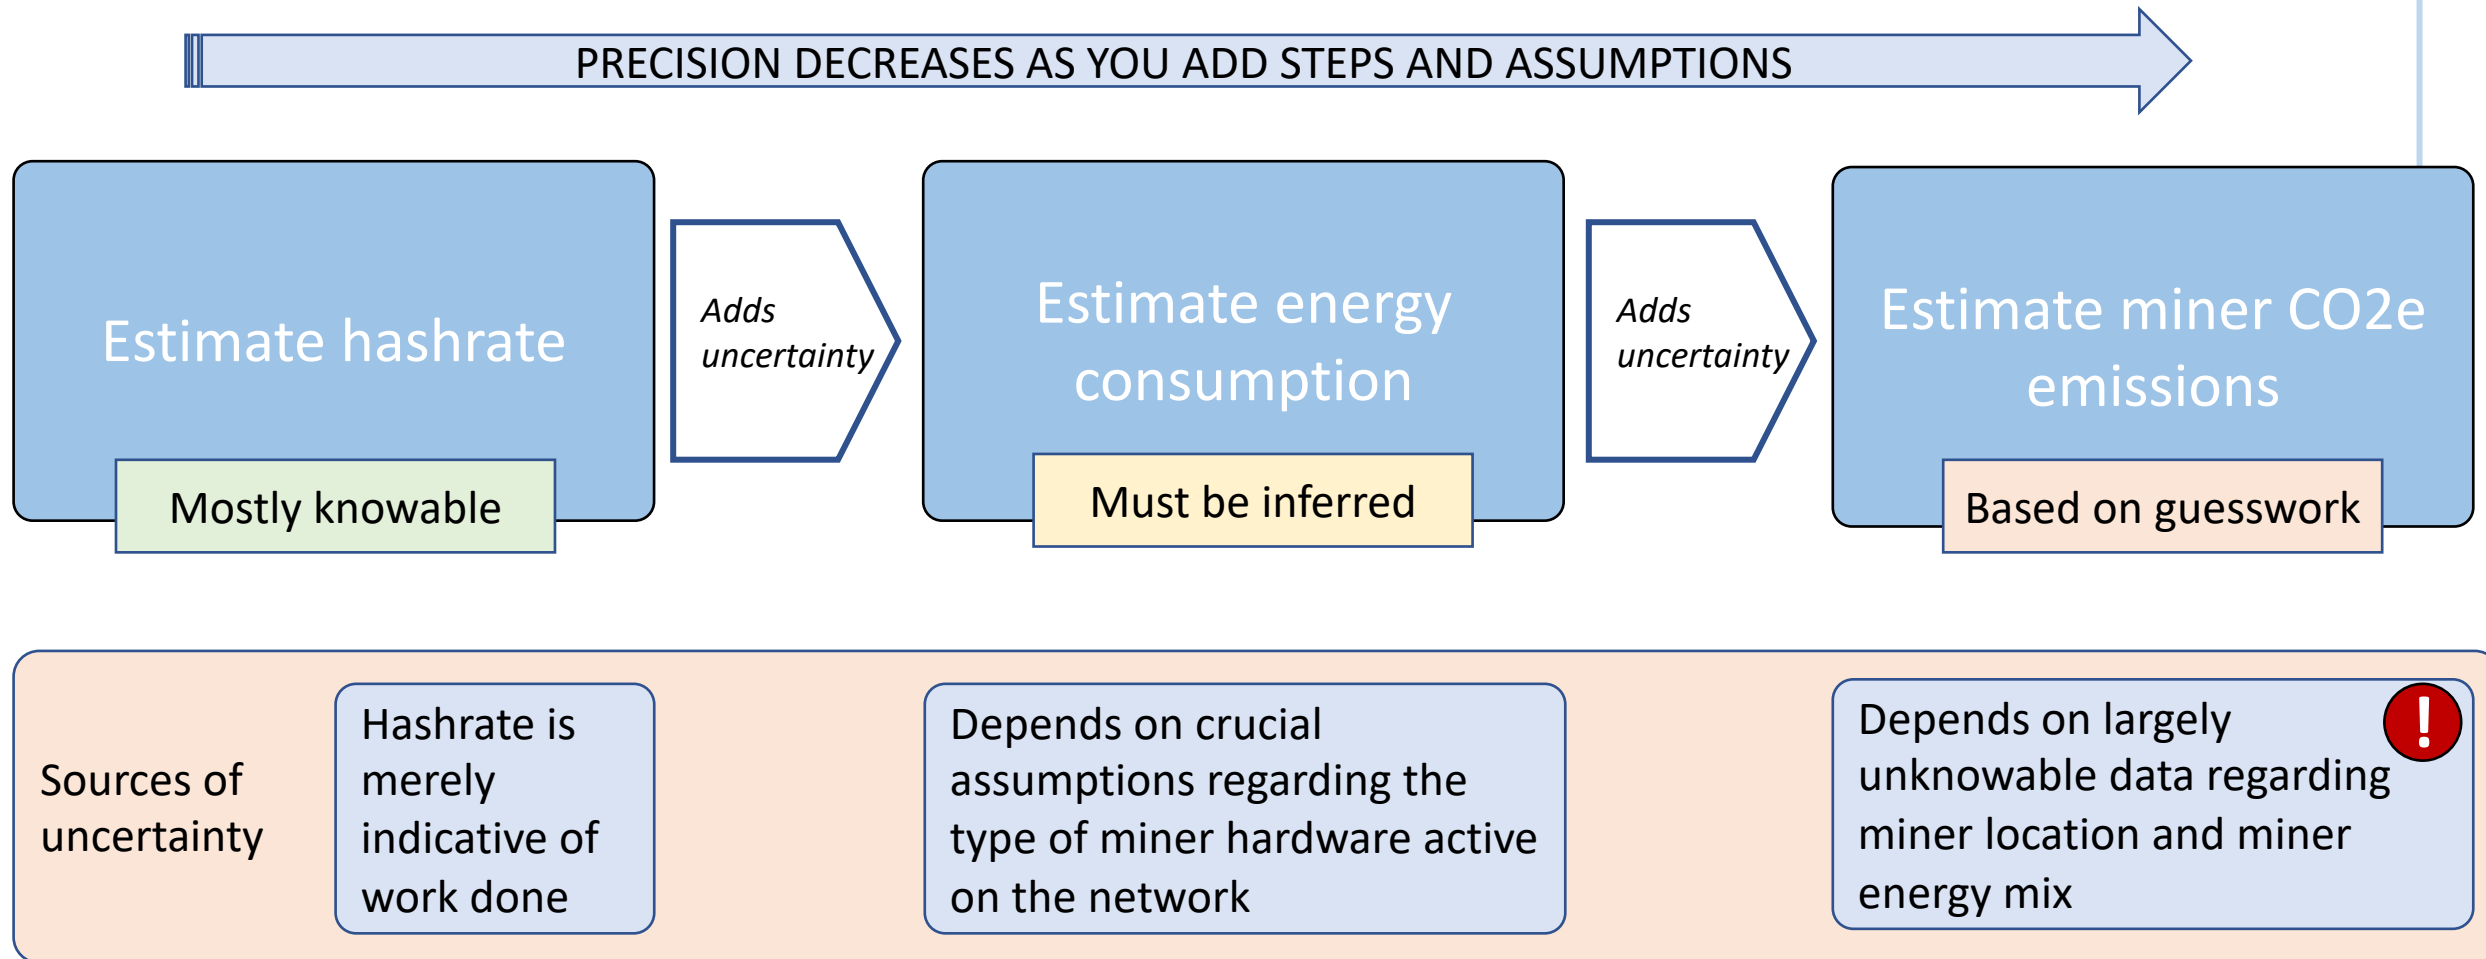 PRECISION DECREASES AS YOU ADD STEPS AND ASSUMPTIONS
Estimate hashrate
Mostly knowable
Adds
uncertainty
Estimate energy
consumption
Must be inferred
Adds
uncertainty
Estimate miner CO2e
emissions
Based on guesswork
Sources of
uncertainty
Hashrate is
merely
indicative of
work done
Depends on crucial
assumptions regarding the
type of miner hardware active
on the network
Depends on largely
unknowable data regarding
miner location and miner
energy mix
!